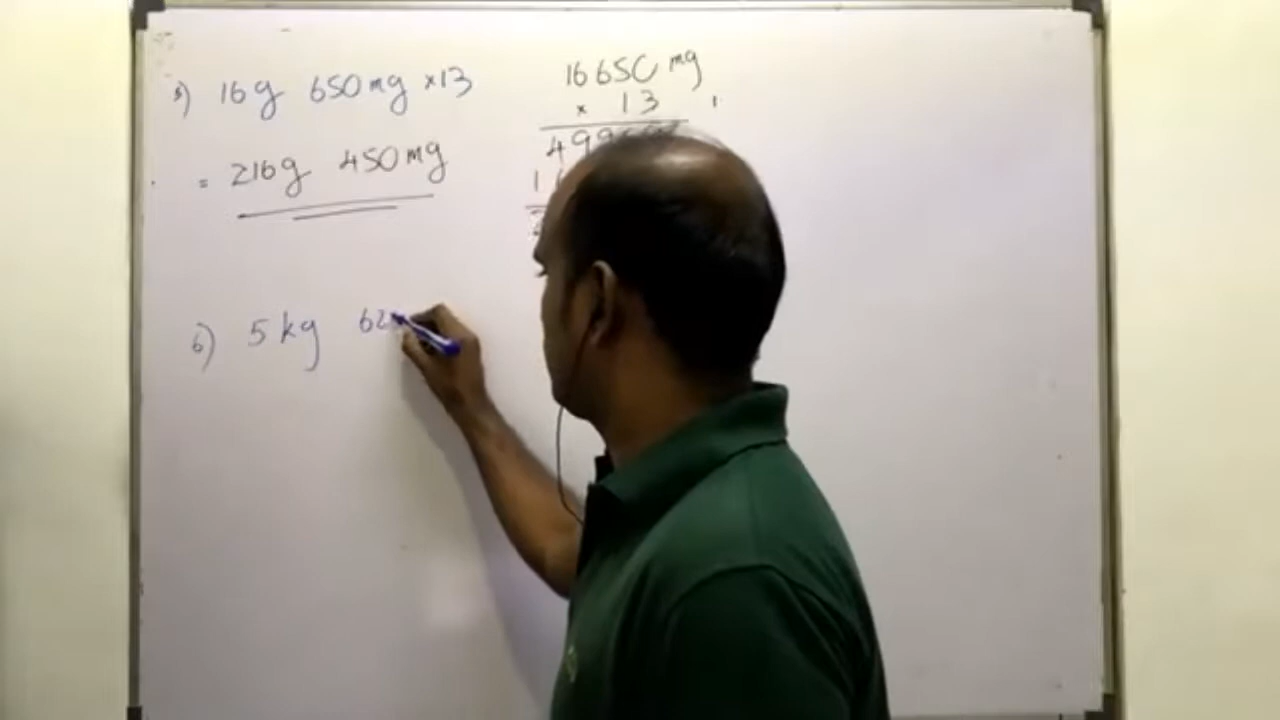 5) 16g 650mg ×13
= 216g 450mg
16650 mg
× 13
6) 5 kg